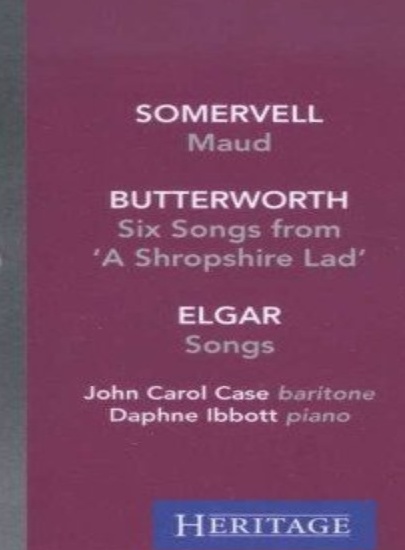 SOMERVELL
Maud
BUTTERWORTH
Six Songs from
'A Shropshire Lad'
ELGAR
Songs
John Carol Case baritone
Daphne Ibbott piano
HERITAGE